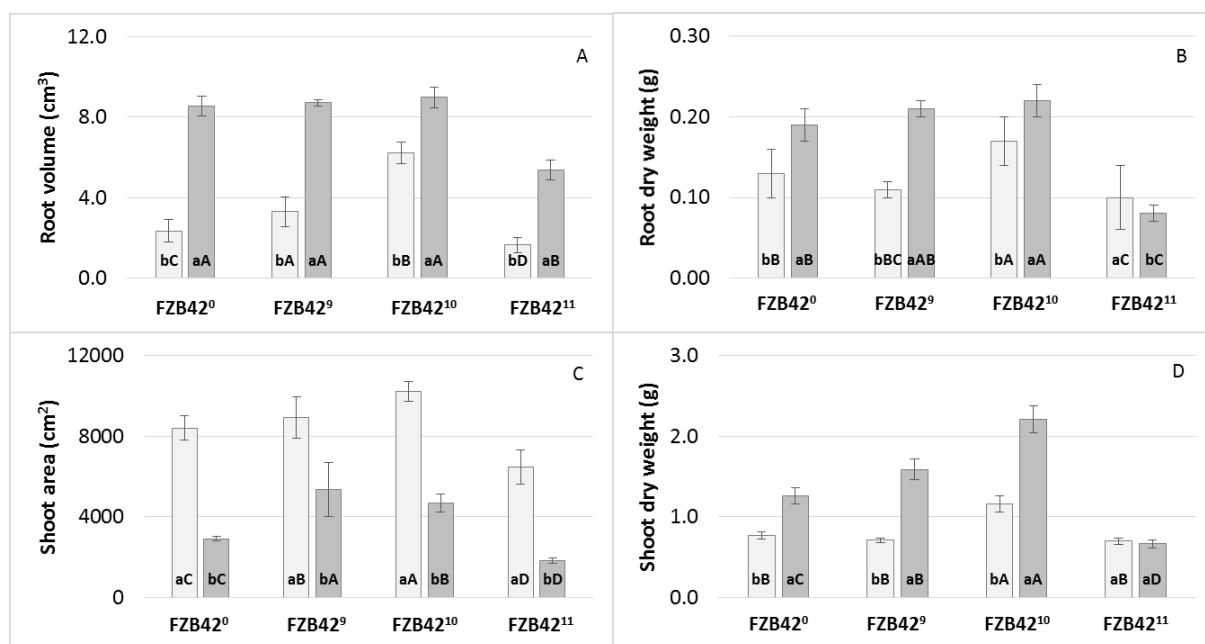 A
Root volume (cm³)
12.0
8.0
4.0
0.0
bC aA bA aA bB aA bD aB
FZB42⁰ FZB42⁹ FZB42¹⁰ FZB42¹¹
B
Root dry weight (g)
0.30
0.20
0.10
0.00
bB aB bBC aAB bA aA aC bC
FZB42⁰ FZB42⁹ FZB42¹⁰ FZB42¹¹
C
Shoot area (cm²)
12000
8000
4000
0
aC bC aB bA aA bB aD bD
FZB42⁰ FZB42⁹ FZB42¹⁰ FZB42¹¹
D
Shoot dry weight (g)
3.0
2.0
1.0
0.0
bB aC bB aB bA aA aB aD
FZB42⁰ FZB42⁹ FZB42¹⁰ FZB42¹¹